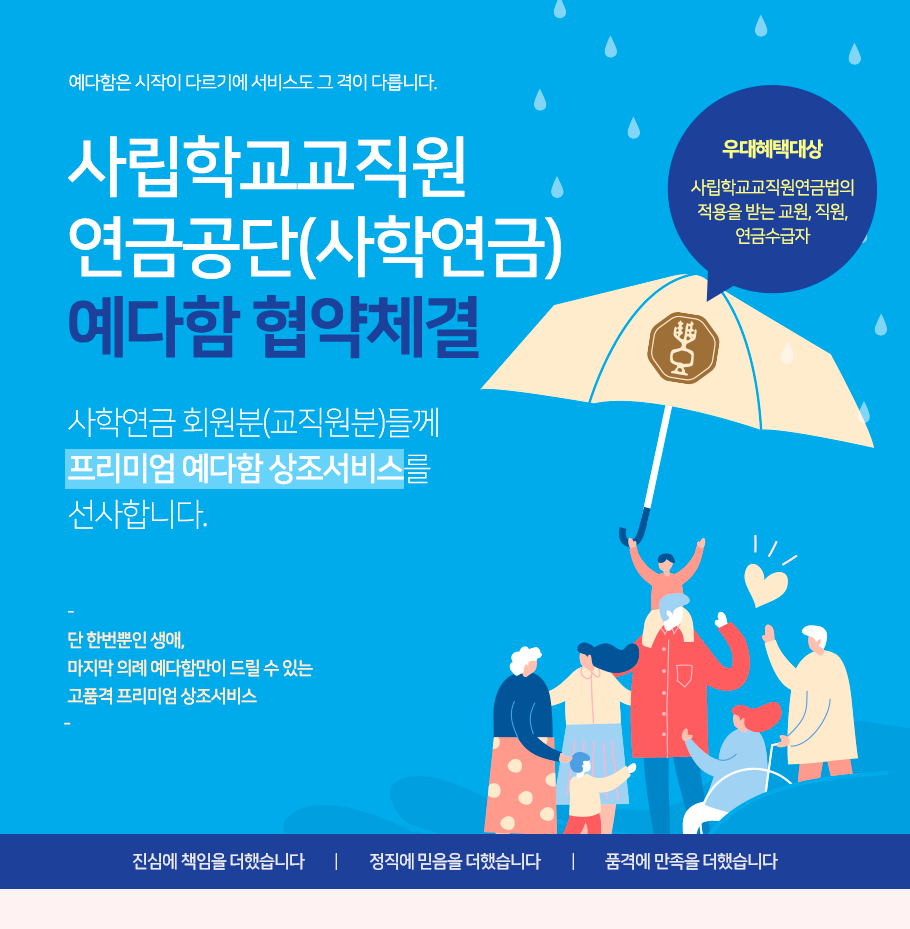 예다함은 시작이 다르기에 서비스도 그 격이 다릅니다.
사립학교교직원
연금공단(사학연금)
예다함 협약체결
우대혜택대상
사립학교교직원연금법의
적용을 받는 교원, 직원,
연금수급자
사학연금 회원분(교직원분)들께
프리미엄 예다함 상조서비스를
선사합니다.
-
단 한번뿐인 생애,
마지막 의례 예다함만이 드릴 수 있는
고품격 프리미엄 상조서비스
-
진심에 책임을 더했습니다 | 정직에 믿음을 더했습니다 | 품격에 만족을 더했습니다